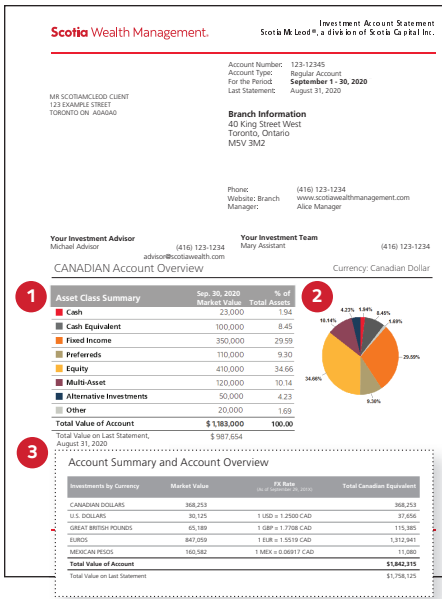 Scotia Wealth Management.
Investment Account Statement
ScotiaMcLeod®, a division of Scotia Capital Inc.
Account Number: 123-12345
Account Type: Regular Account
For the Period: September 1 - 30, 2020
Last Statement: August 31, 2020
MR SCOTIAMCLEOD CLIENT
123 EXAMPLE STREET
TORONTO ON A0A0A0
Branch Information
40 King Street West
Toronto, Ontario
M5V 3M2
Phone: (416) 123-1234
Website: Branch www.scotiawealthmanagement.com
Manager: Alice Manager
Your Investment Advisor
Michael Advisor (416) 123-1234
advisor@scotiawealth.com
Your Investment Team
Mary Assistant (416) 123-1234
CANADIAN Account Overview Currency: Canadian Dollar
1
Asset Class Summary Sep. 30, 2020 Market Value % of Total Assets
Cash 23,000 1.94
Cash Equivalent 100,000 8.45
Fixed Income 350,000 29.59
Preferreds 110,000 9.30
Equity 410,000 34.66
Multi-Asset 120,000 10.14
Alternative Investments 50,000 4.23
Other 20,000 1.69
Total Value of Account $1,183,000 100.00
Total Value on Last Statement, August 31, 2020 $987,654
2
4.23% 1.94% 8.45%
1.69%
10.14%
29.59%
34.66%
9.30%
3
Account Summary and Account Overview
Investments by Currency Market Value FX Rate Total Canadian Equivalent
CANADIAN DOLLARS 368,253 368,253
U.S. DOLLARS 30,125 1 USD = 1.2500 CAD 37,656
GREAT BRITISH POUNDS 65,189 1 GBP = 1.7708 CAD 115,385
EUROS 847,059 1 EUR = 1.5519 CAD 1,312,941
MEXICAN PESOS 160,582 1 MEX = 0.06917 CAD 11,080
Total Value of Account $1,842,315
Total Value on Last Statement $1,758,125